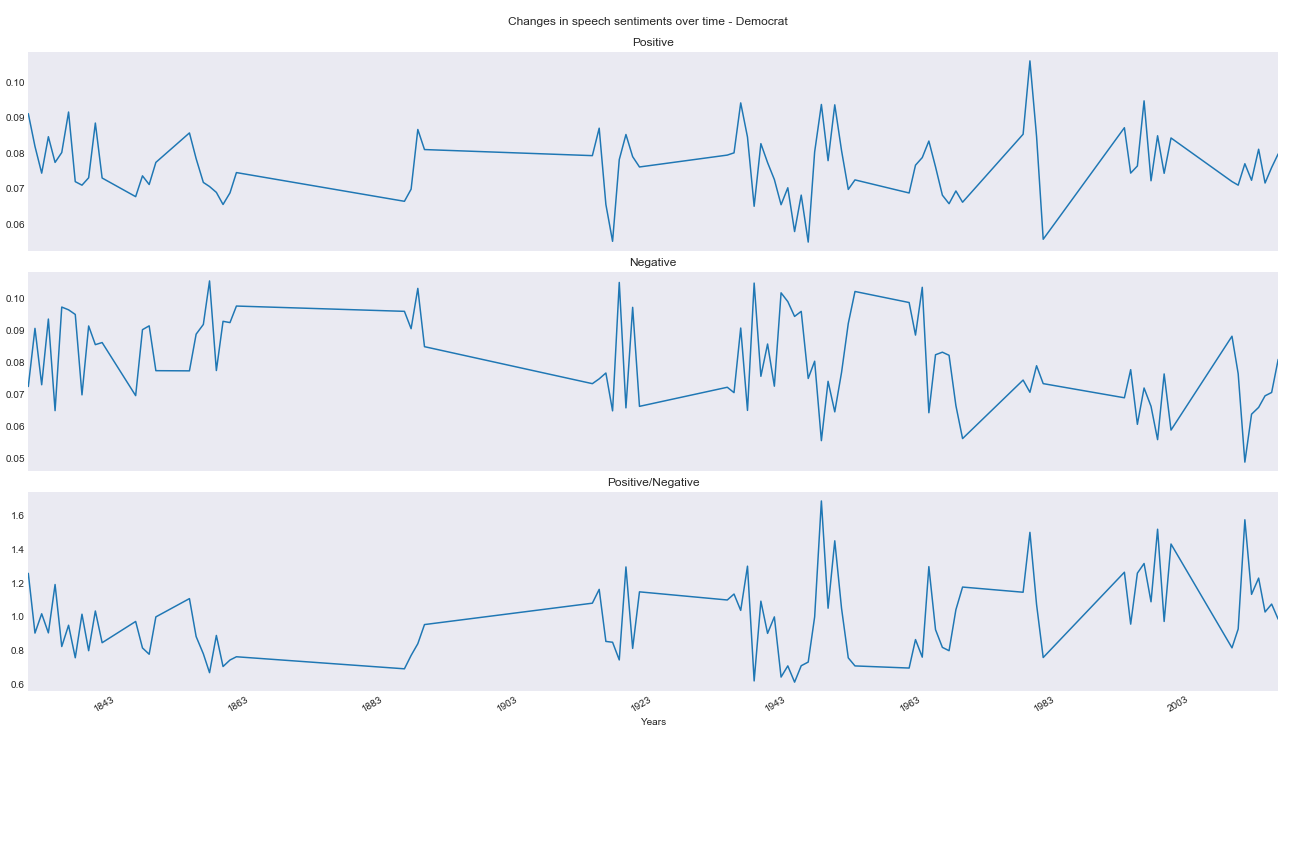 Changes in speech sentiments over time - Democrat
Positive
0.10
0.09
0.08
0.07
0.06
Negative
0.10
0.09
0.08
0.07
0.06
0.05
Positive/Negative
1.6
1.4
1.2
1.0
0.8
0.6
1843 1863 1883 1903 1923 1943 1963 1983 2003
Years